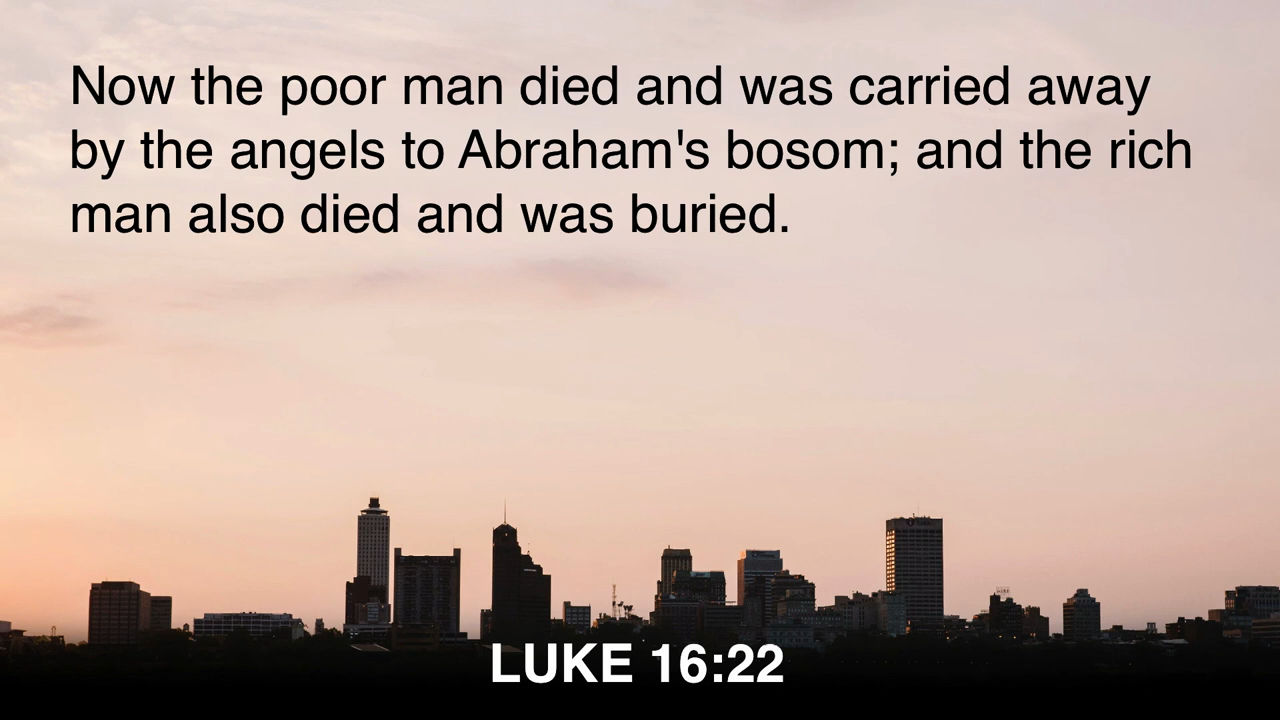 Now the poor man died and was carried away
by the angels to Abraham's bosom; and the rich
man also died and was buried.
LUKE 16:22